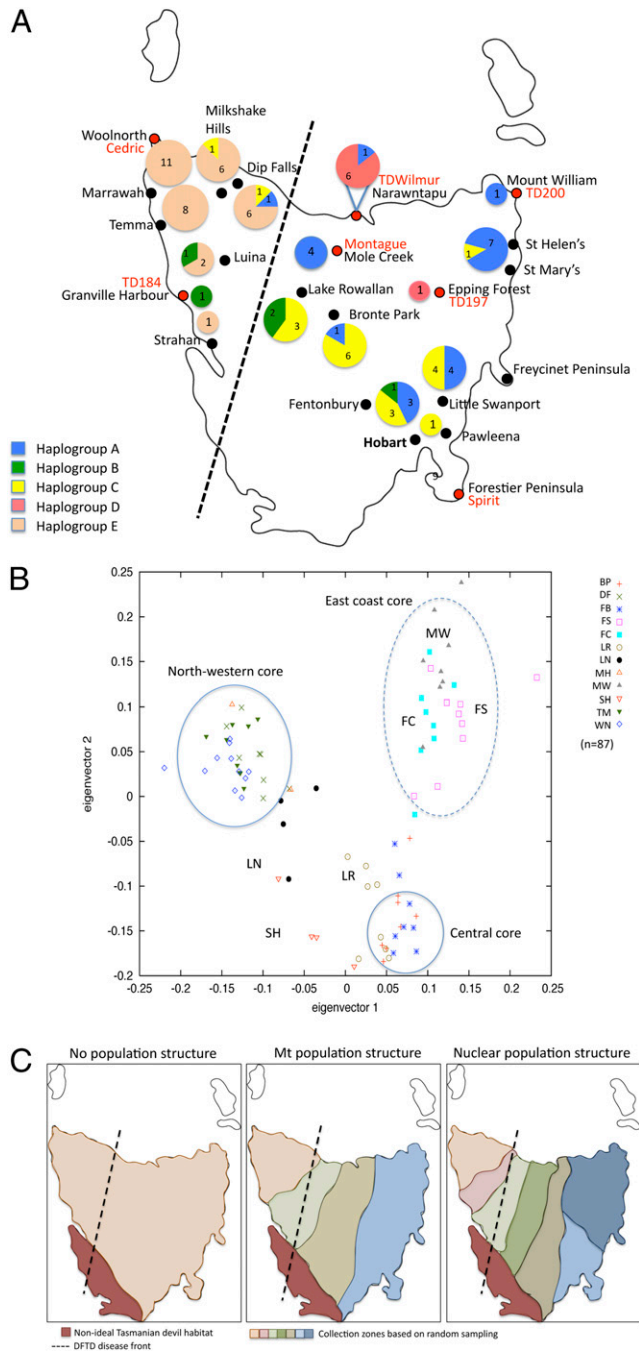 A
Milkshake
Hills
Woolnorth
Cedric
Dip Falls
11
1
6
1
6
TDWilmur
Narawntapu
Mount William
TD200
Marrawah
1
1
6
1
Temma
8
7
1
St Helen's
St Mary's
Montague
Mole Creek
4
2
Luina
TD184
Granville Harbour
1
Lake Rowallan
1
Epping Forest
TD197
2
3
Bronte Park
1
6
Strahan
1
4
4
Freycinet Peninsula
Fentonbury
1
3
3
Little Swanport
1
Hobart
Pawleena
Haplogroup A
Haplogroup B
Haplogroup C
Haplogroup D
Haplogroup E
Forestier Peninsula
Spirit
B
0.25
0.2
0.15
0.1
0.05
0
-0.05
-0.1
-0.15
-0.2
eigenvector 2
East coast core
MW
North-western core
FC
FS
LN
LR
SH
Central core
-0.25
-0.20
-0.15
-0.1
-0.05
0
0.05
0.1
0.15
0.2
0.25
eigenvector 1
BP
DF
FB
FS
FC
LR
LN
MH
MW
SH
TM
WN
(n=87)
C
No population structure
Mt population structure
Nuclear population structure
Non-ideal Tasmanian devil habitat
Collection zones based on random sampling
DFTD disease front